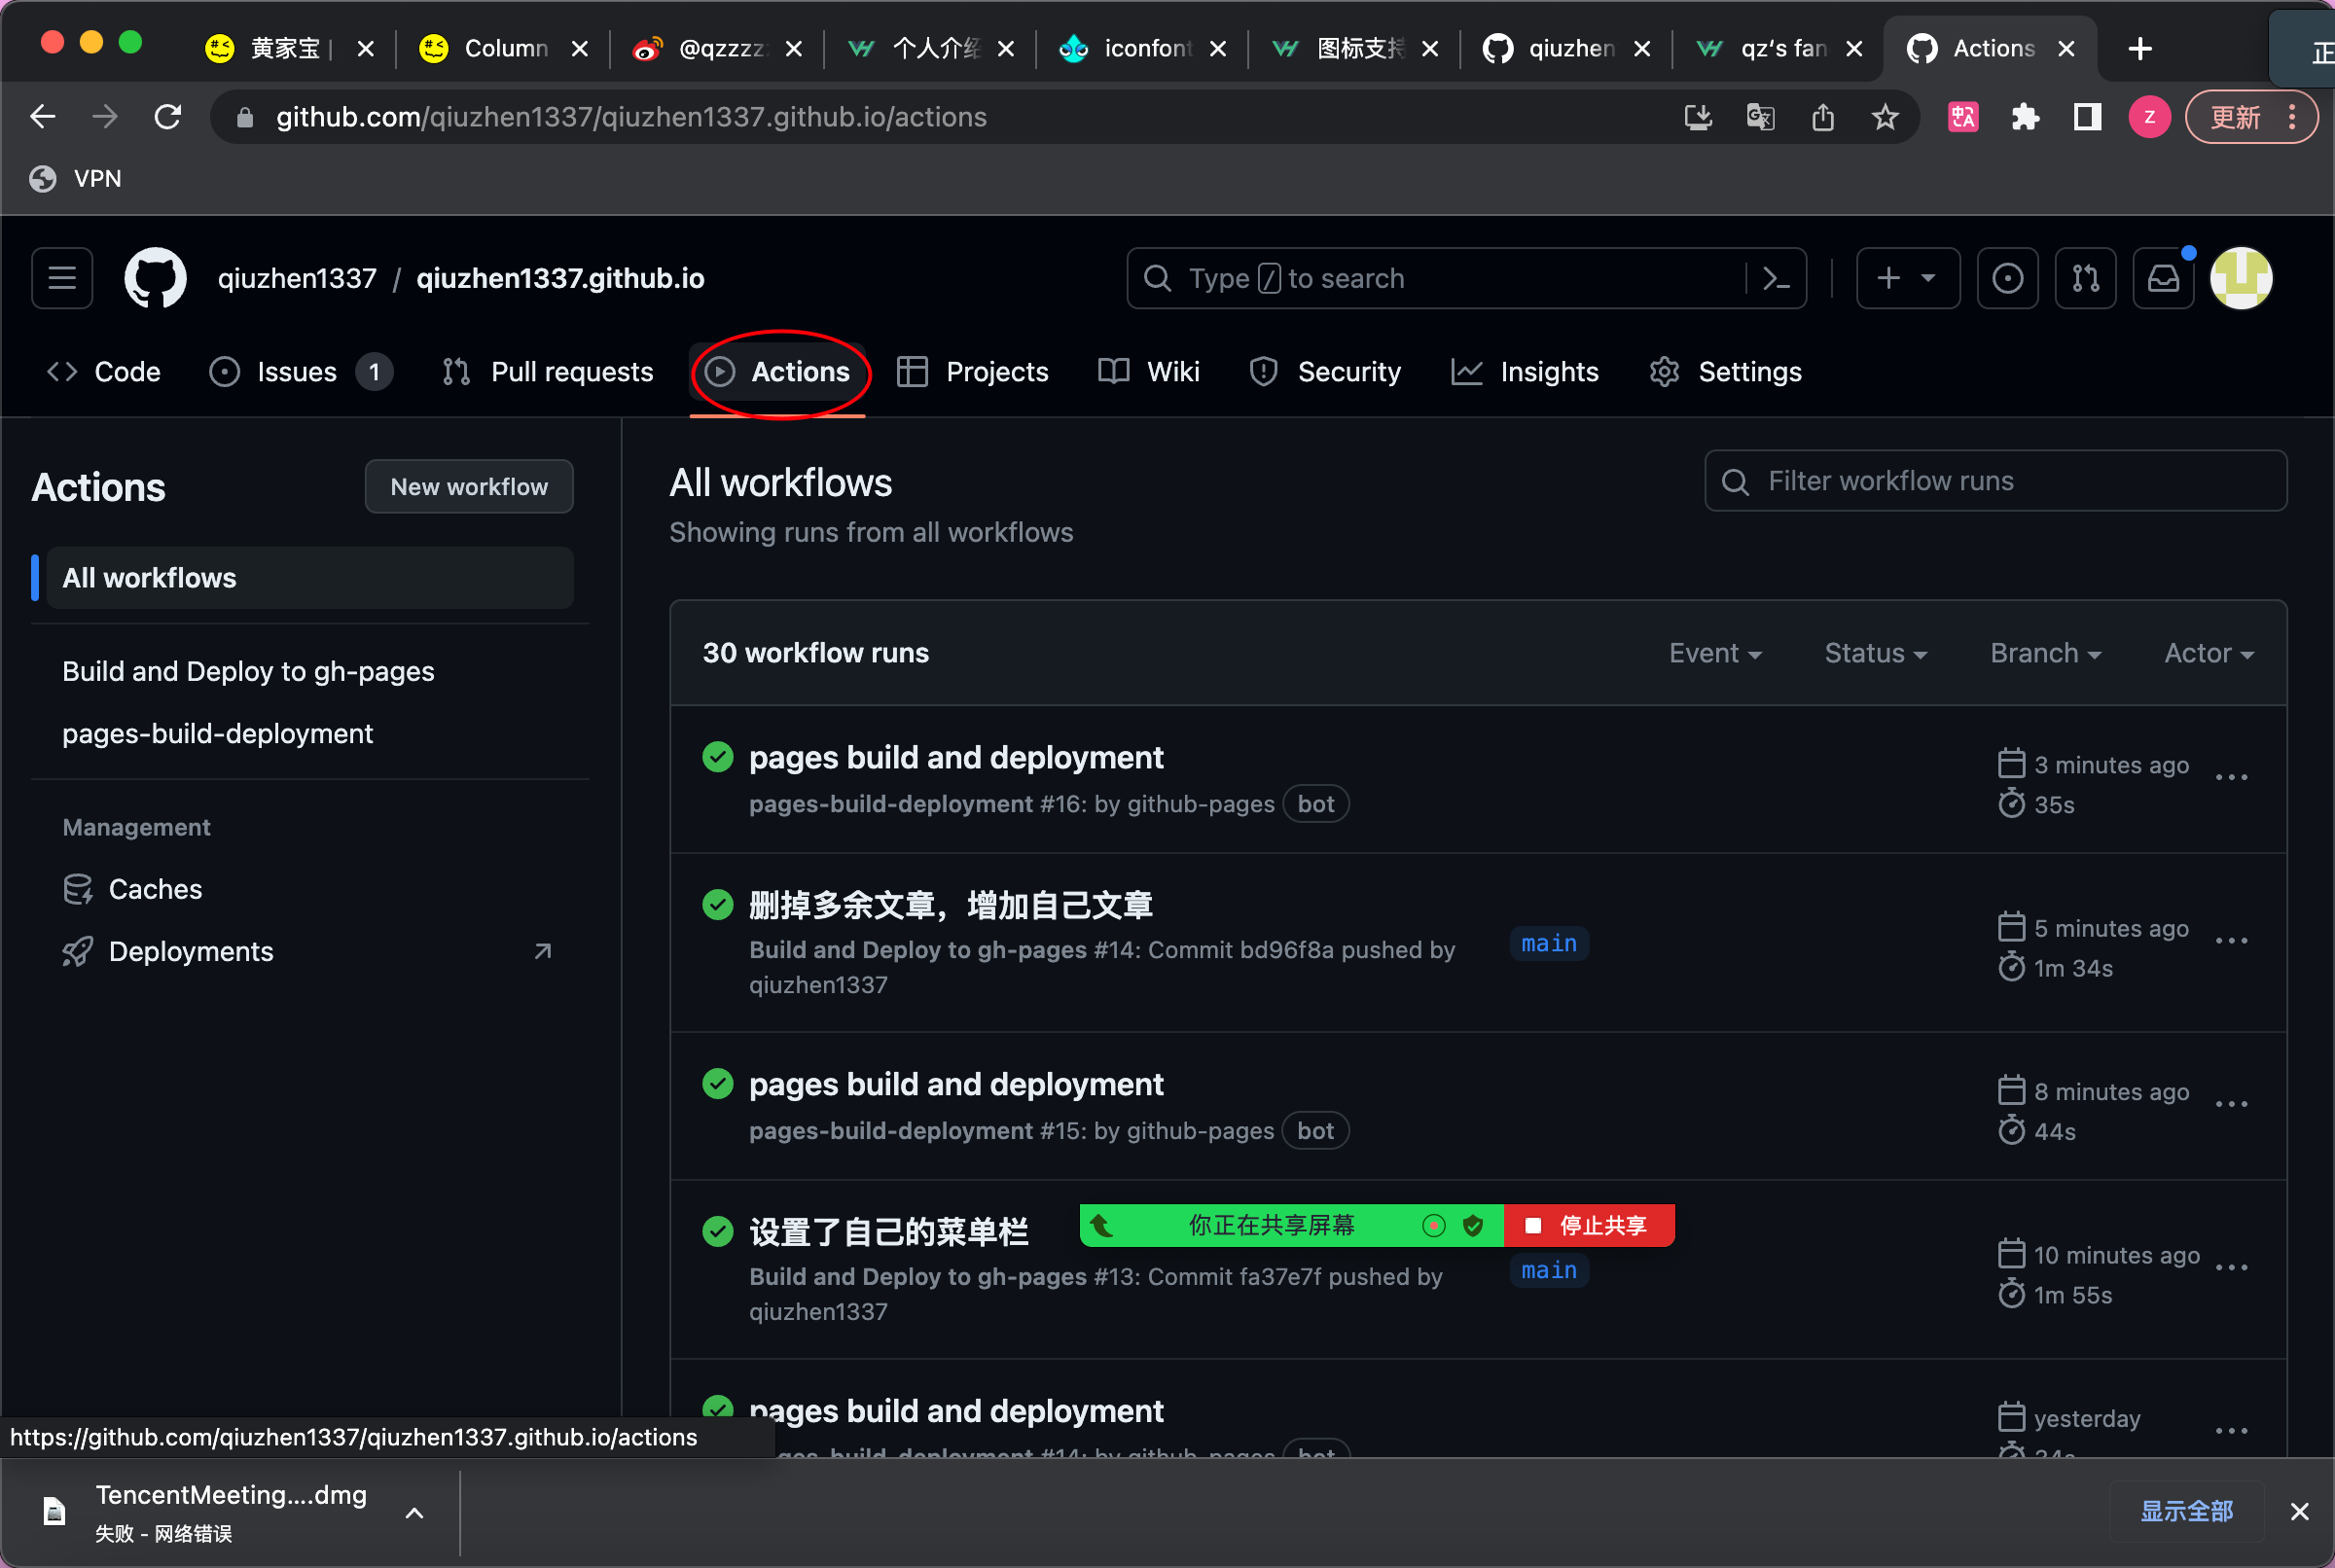 黄家宝 |
Column
@qzzzz
个人介绍
iconfont
图标支持
qiuzhen
qz‘s fan
Actions
正
github.com/qiuzhen1337/qiuzhen1337.github.io/actions
Z
更新
VPN
qiuzhen1337 / qiuzhen1337.github.io
Type / to search
Code
Issues 1
Pull requests
Actions
Projects
Wiki
Security
Insights
Settings
Actions
New workflow
All workflows
Build and Deploy to gh-pages
pages-build-deployment
Management
Caches
Deployments
All workflows
Showing runs from all workflows
Filter workflow runs
30 workflow runs
Event
Status
Branch
Actor
pages build and deployment
pages-build-deployment #16: by github-pages bot
3 minutes ago
35s
删掉多余文章，增加自己文章
Build and Deploy to gh-pages #14: Commit bd96f8a pushed by
qiuzhen1337
main
5 minutes ago
1m 34s
pages build and deployment
pages-build-deployment #15: by github-pages bot
8 minutes ago
44s
设置了自己的菜单栏
你正在共享屏幕
停止共享
Build and Deploy to gh-pages #13: Commit fa37e7f pushed by
qiuzhen1337
main
10 minutes ago
1m 55s
pages build and deployment
pages-build-deployment #14: by github-pages bot
yesterday
34s
https://github.com/qiuzhen1337/qiuzhen1337.github.io/actions
TencentMeeting....dmg
失败 - 网络错误
显示全部